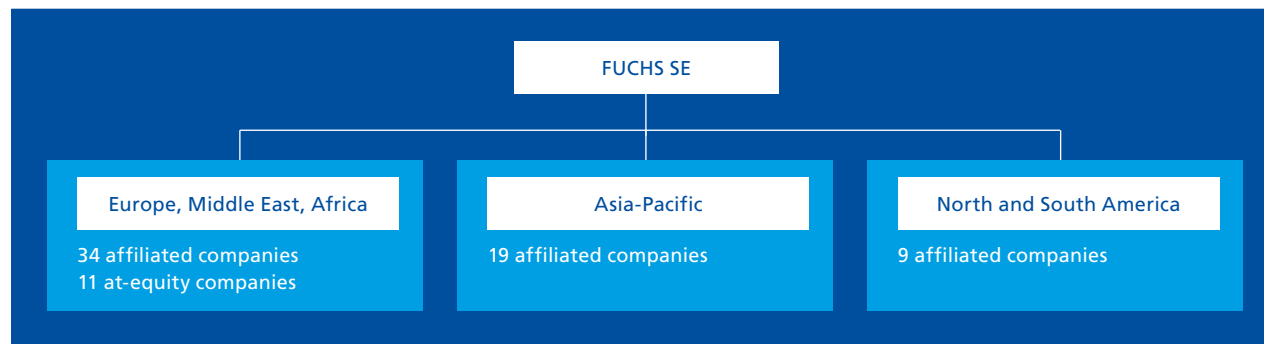 FUCHS SE
Europe, Middle East, Africa
34 affiliated companies
11 at-equity companies
Asia-Pacific
19 affiliated companies
North and South America
9 affiliated companies